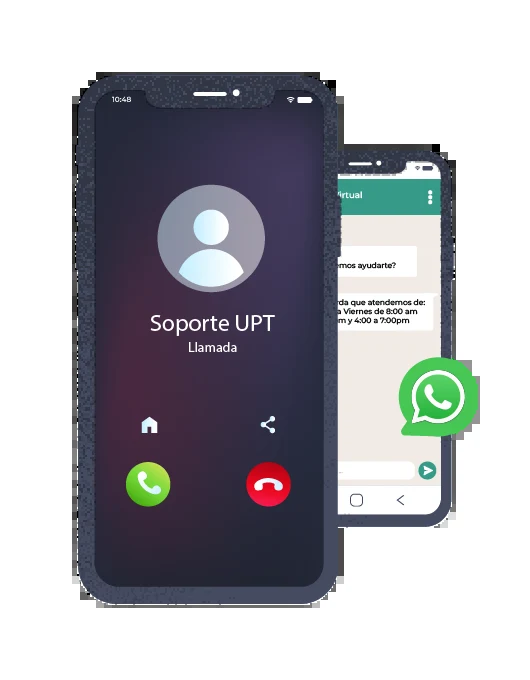 10:48
Soporte UPT
Llamada
irtual
emos ayudarte?
rda que atendemos de:
a Viernes de 8:00 am
m y 4:00 a 7:00pm